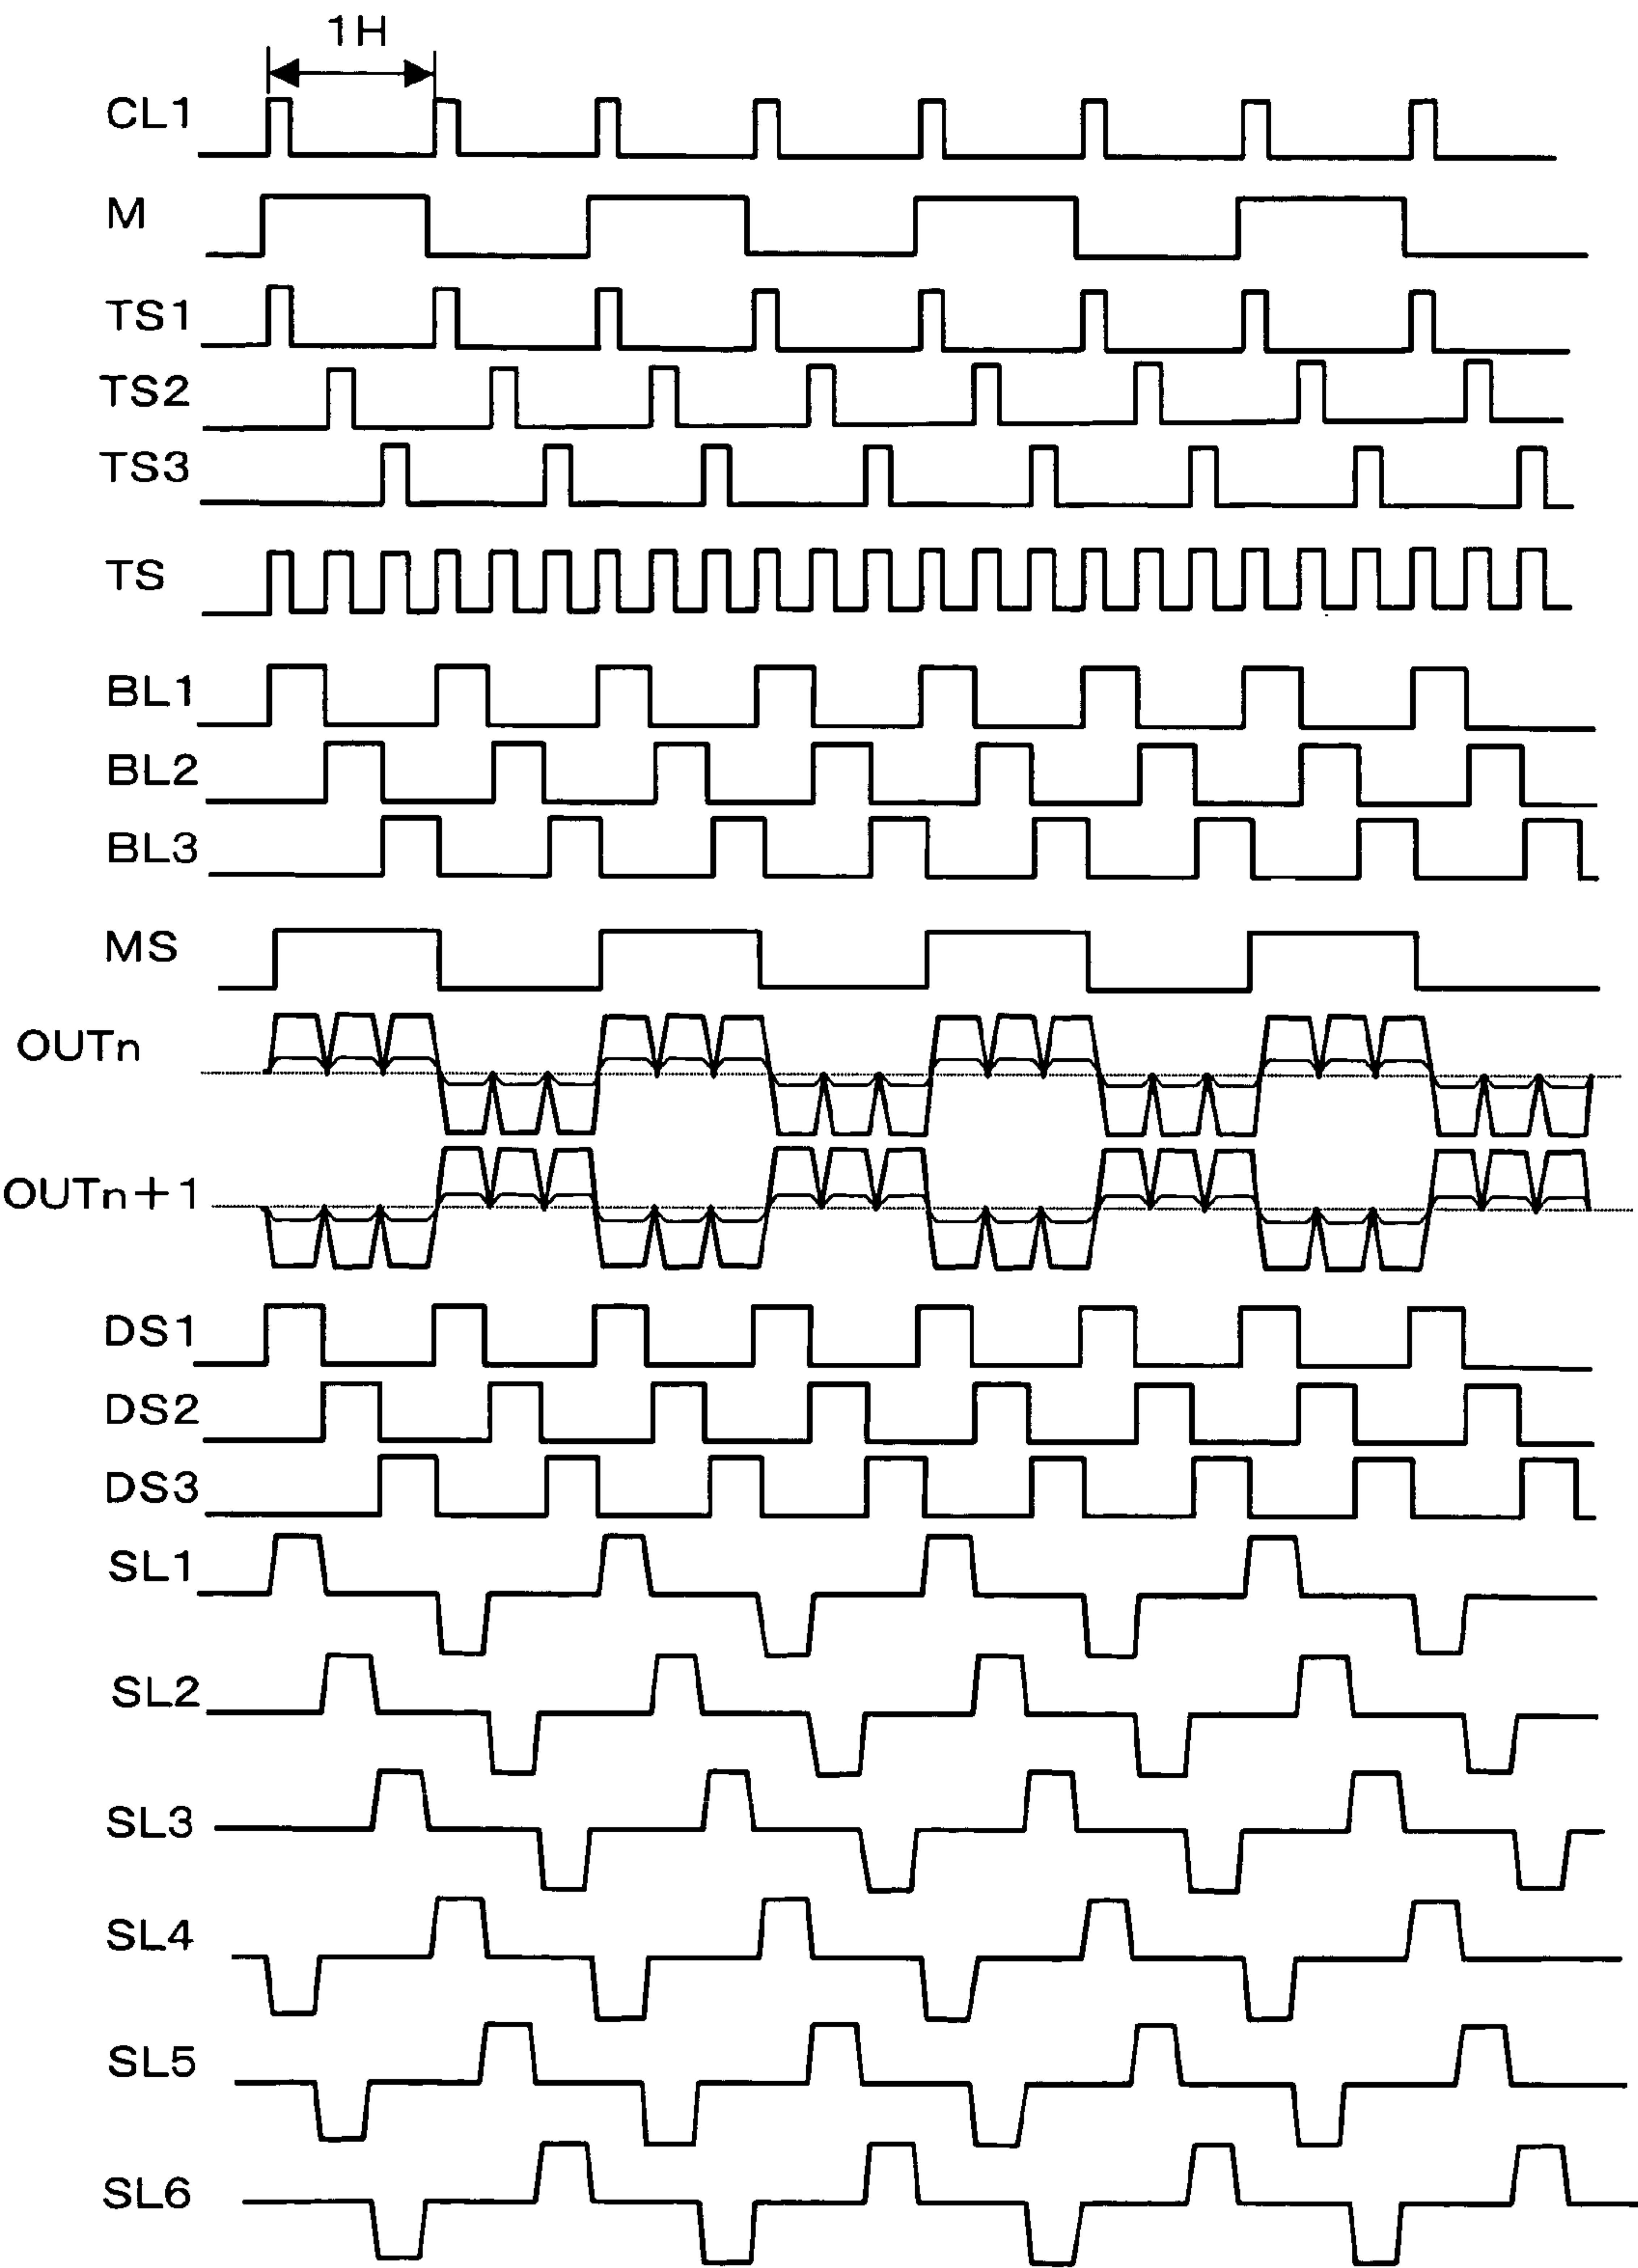 1H
CL1
M
TS1
TS2
TS3
TS
BL1
BL2
BL3
MS
OUTn
OUTn+1
DS1
DS2
DS3
SL1
SL2
SL3
SL4
SL5
SL6